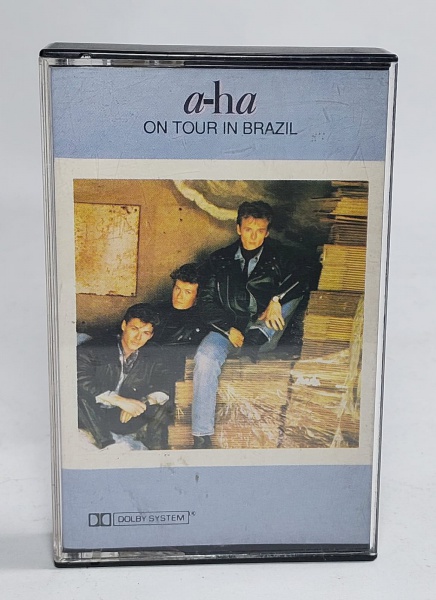 a-ha
ON TOUR IN BRAZIL
DOLBY SYSTEM®